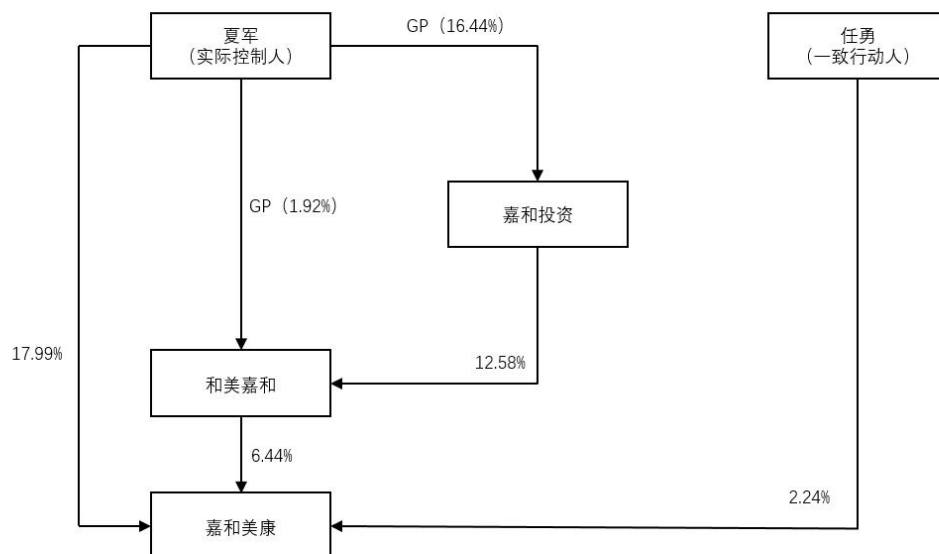 夏军
（实际控制人）
GP（16.44%）
任勇
（一致行动人）
GP（1.92%）
嘉和投资
17.99%
12.58%
和美嘉和
6.44%
2.24%
嘉和美康